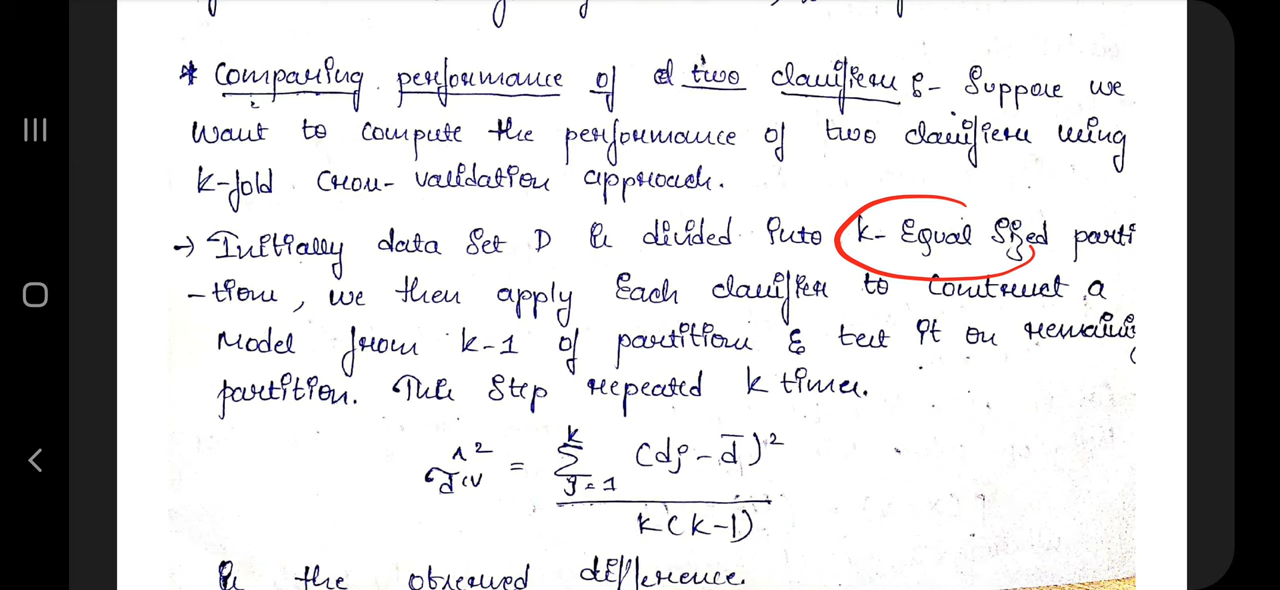 * Comparing performance of two classifiers :- Suppose we
want to compute the performance of two classifiers using
k-fold cross-validation approach.
→ Initially data set D is divided into k-Equal sized parti
-tions, we then apply Each classifier to construct a
Model from k-1 of partitions & test it on remaining
partition. This Step repeated k times.
σ̂²dcv = Σ (dj - d̄)²
k
j=1
k(k-1)
is the observed difference.